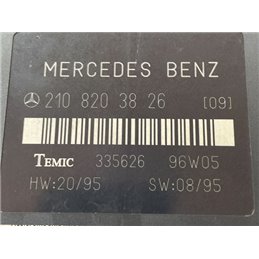 MERCEDES BENZ
210 820 38 26 [09]
TEMIC 335626 96W05
HW:20/95 SW:08/95